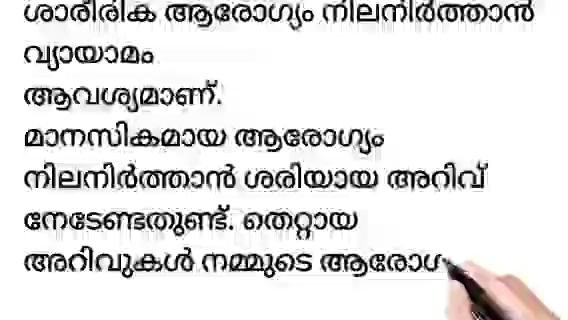 ശാരീരിക ആരോഗ്യം നിലനിർത്താൻ
വ്യായാമം
ആവശ്യമാണ്.
മാനസികമായ ആരോഗ്യം
നിലനിർത്താൻ ശരിയായ അറിവ്
നേടേണ്ടതുണ്ട്. തെറ്റായ
അറിവുകൾ നമ്മുടെ